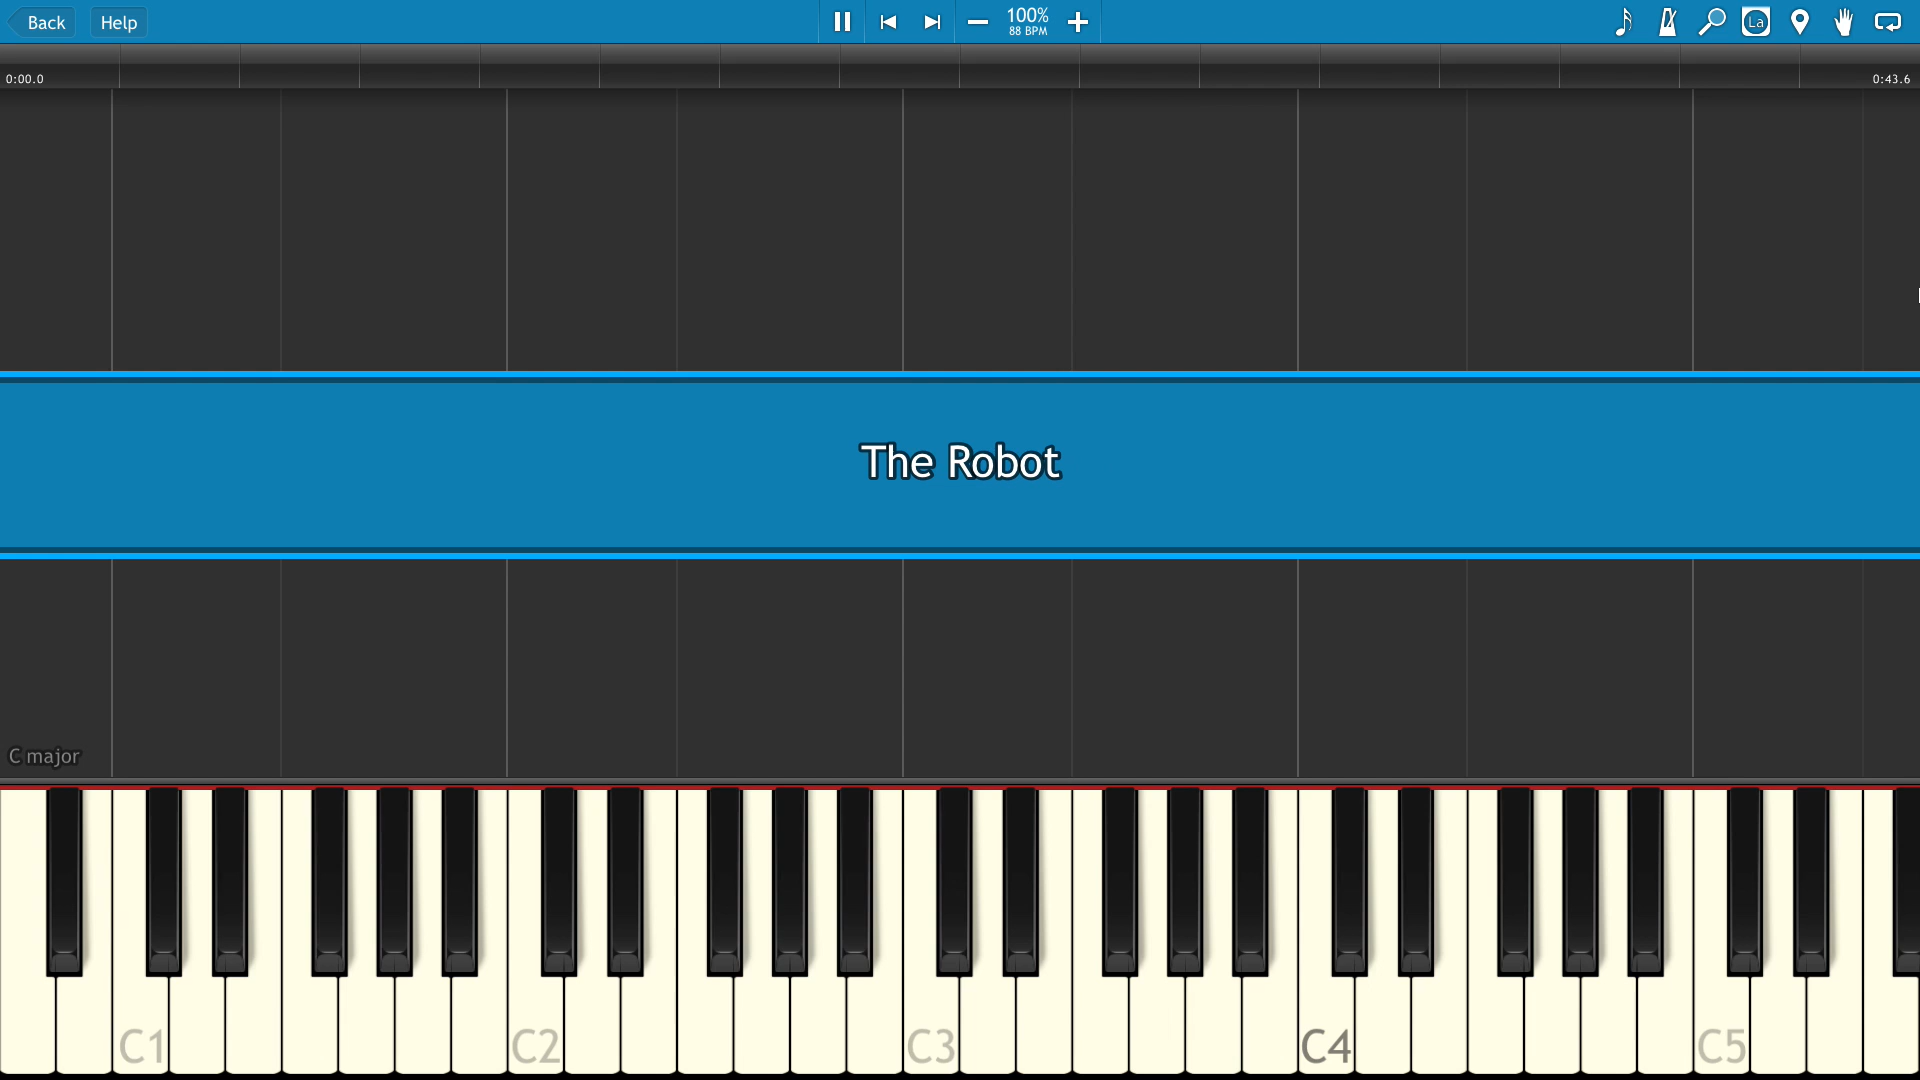 Back Help 100% La
88 BPM
0:00.0 0:43.6
The Robot
C major
C1 C2 C3 C4 C5